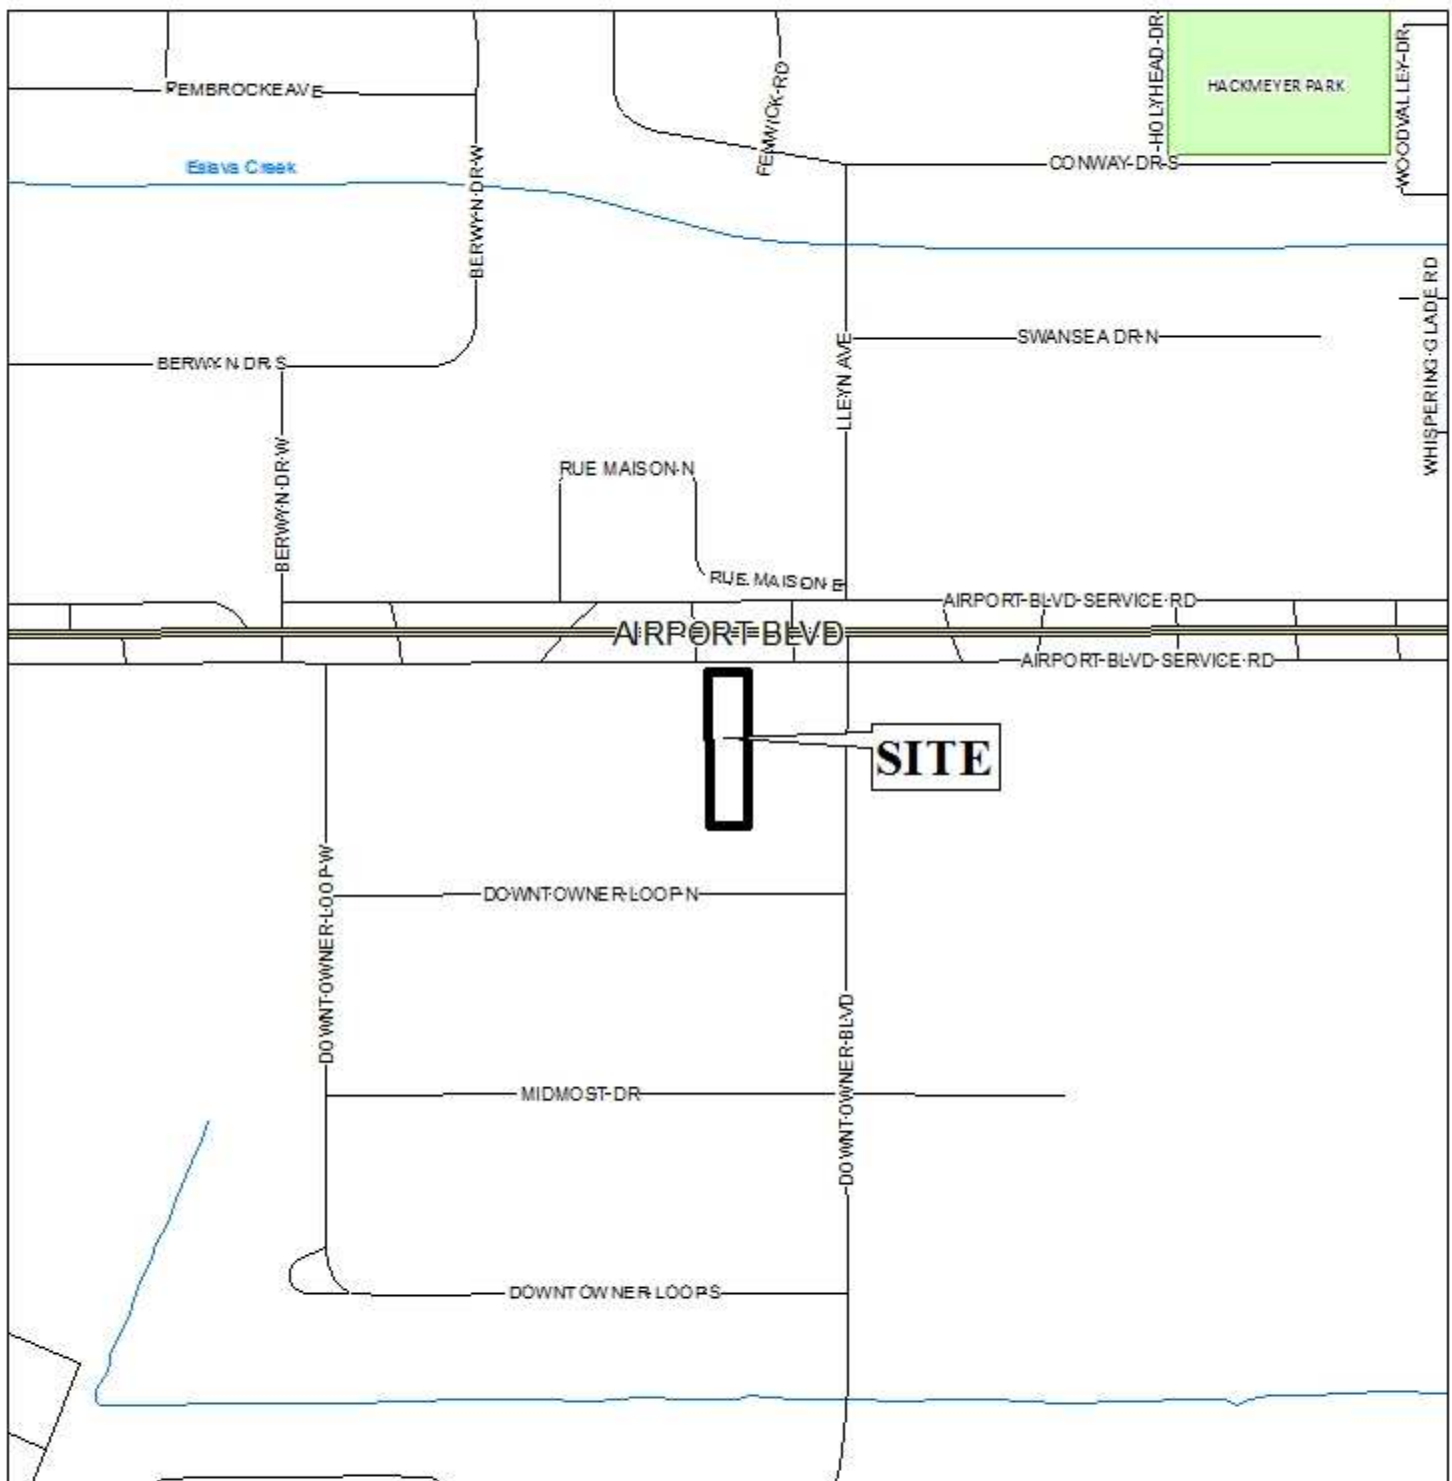 HOLYHEAD DR
WOODVALLEY DR
HACKMEYER PARK
PEMBROKE AVE
FENWICK RD
Eslava Creek
BERWYN DR W
CONWAY DR S
WHISPERING GLADE RD
SWANSEA DR N
LLEYN AVE
BERWYN DR S
BERWYN DR W
RUE MAISON N
RUE MAISON E
AIRPORT BLVD SERVICE RD
AIRPORT BLVD
AIRPORT BLVD SERVICE RD
SITE
DOWNTOWNER LOOP W
DOWNTOWNER LOOP N
DOWNTOWNER BLVD
MIDMOST DR
DOWNTOWNER LOOP S